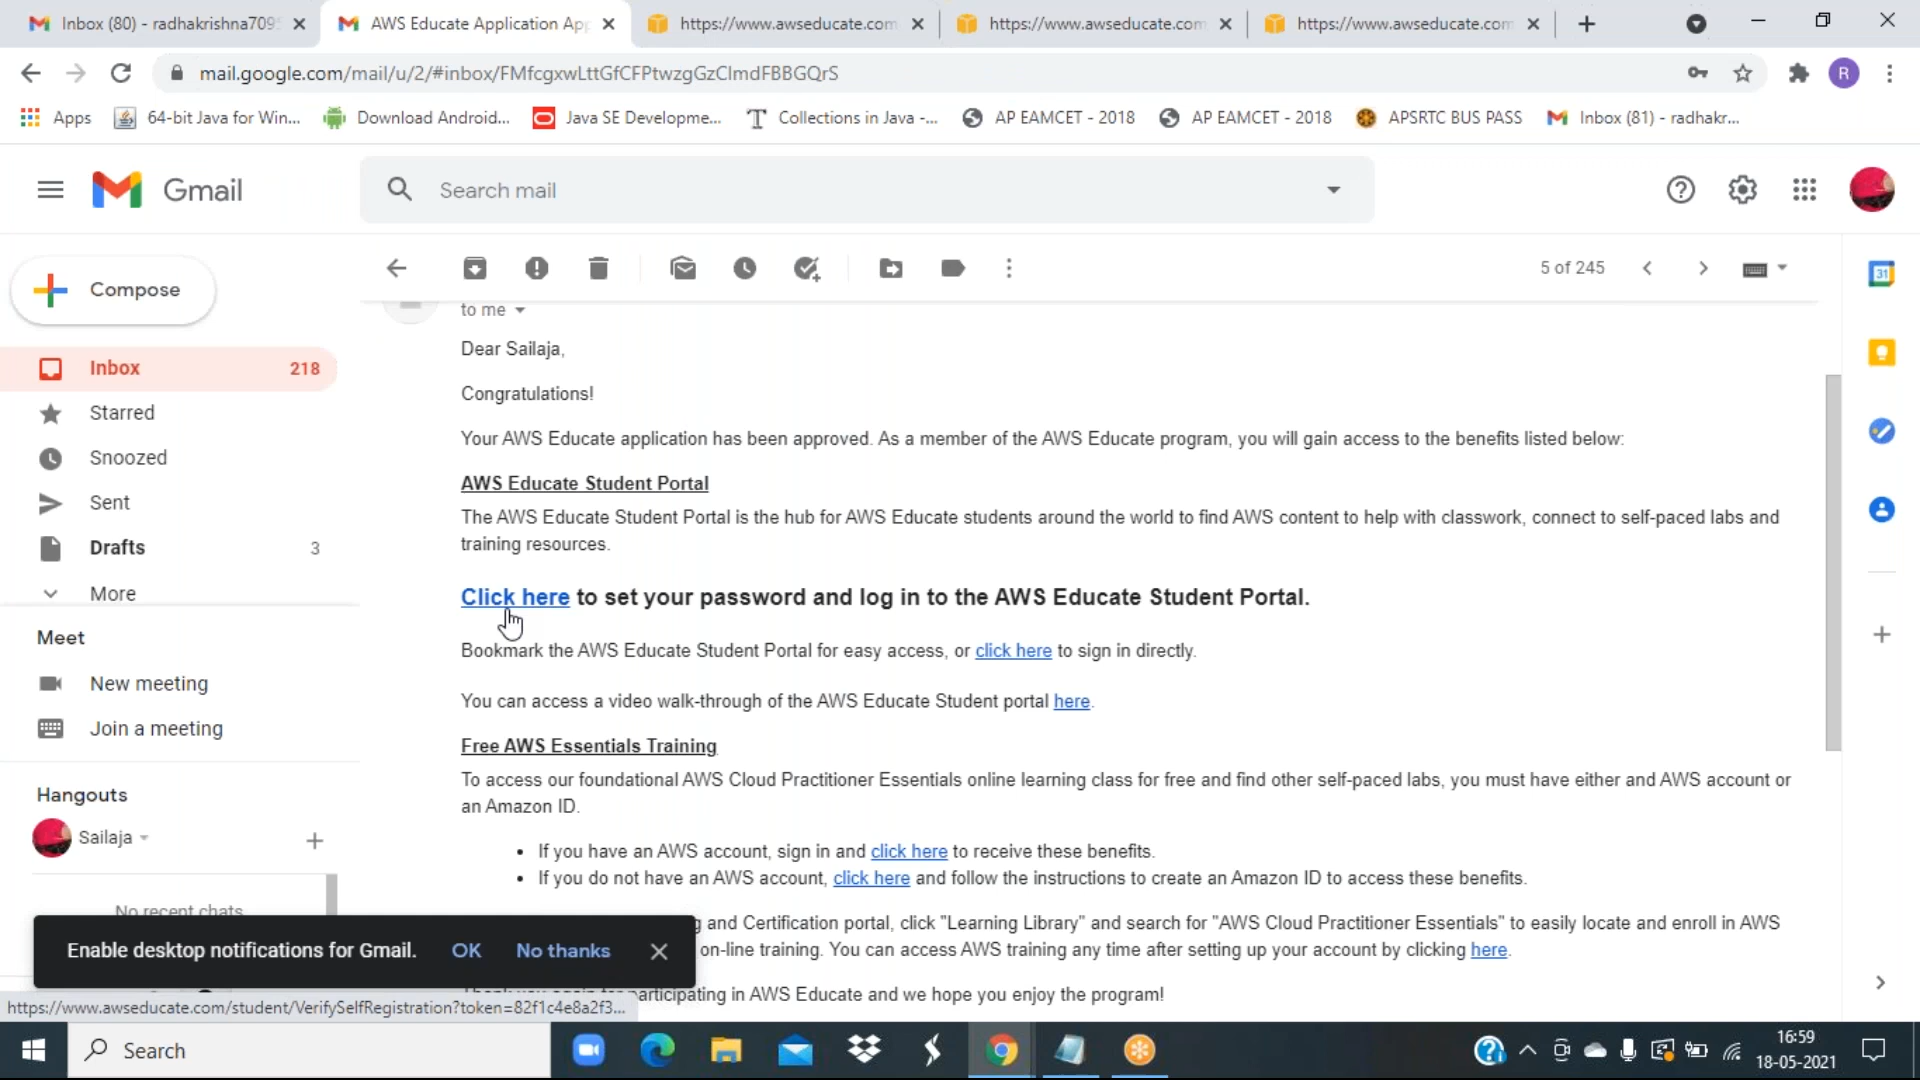 Inbox (80) - radhakrishna709
AWS Educate Application App
https://www.awseducate.com
https://www.awseducate.com
https://www.awseducate.com
mail.google.com/mail/u/2/#inbox/FMfcgxwLttGfCFPtwzgGzClmdFBBGQrS
R
Apps
64-bit Java for Win...
Download Android...
Java SE Developme...
Collections in Java -...
AP EAMCET - 2018
AP EAMCET - 2018
APSRTC BUS PASS
Inbox (81) - radhakr...
Gmail
Search mail
Compose
5 of 245
31
Inbox 218
Starred
Snoozed
Sent
Drafts 3
More
Meet
New meeting
Join a meeting
Hangouts
Sailaja
No recent chats
to me
Dear Sailaja,
Congratulations!
Your AWS Educate application has been approved. As a member of the AWS Educate program, you will gain access to the benefits listed below:
AWS Educate Student Portal
The AWS Educate Student Portal is the hub for AWS Educate students around the world to find AWS content to help with classwork, connect to self-paced labs and
training resources.
Click here to set your password and log in to the AWS Educate Student Portal.
Bookmark the AWS Educate Student Portal for easy access, or click here to sign in directly.
You can access a video walk-through of the AWS Educate Student portal here.
Free AWS Essentials Training
To access our foundational AWS Cloud Practitioner Essentials online learning class for free and find other self-paced labs, you must have either and AWS account or
an Amazon ID.
• If you have an AWS account, sign in and click here to receive these benefits.
• If you do not have an AWS account, click here and follow the instructions to create an Amazon ID to access these benefits.
and Certification portal, click "Learning Library" and search for "AWS Cloud Practitioner Essentials" to easily locate and enroll in AWS
on-line training. You can access AWS training any time after setting up your account by clicking here.
participating in AWS Educate and we hope you enjoy the program!
Enable desktop notifications for Gmail. OK No thanks
https://www.awseducate.com/student/VerifySelfRegistration?token=82f1c4e8a2f3...
Search
16:59
18-05-2021